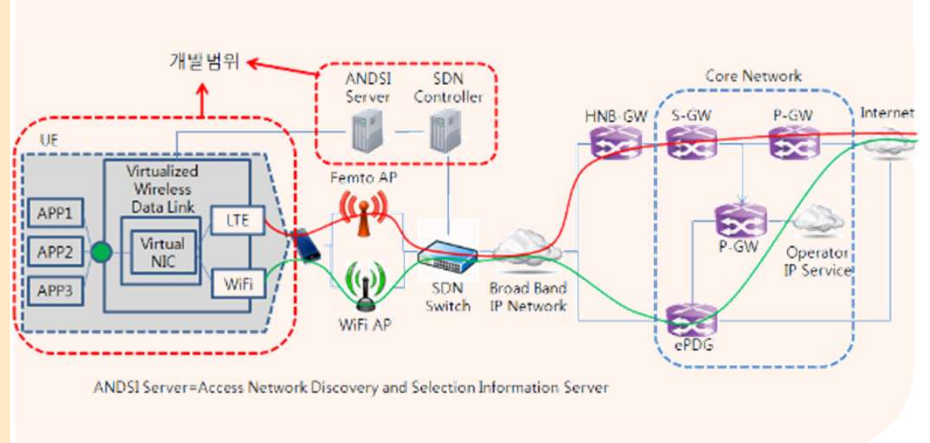 개발범위
ANDSI
Server
SDN
Controller
Core Network
HNB-GW
S-GW
P-GW
Internet
UE
Virtualized
Wireless
Data Link
Femto AP
APP1
APP2
APP3
Virtual
NIC
LTE
WiFi
P-GW
Operator
IP Service
SDN
Switch
Broad Band
IP Network
WiFi AP
ePDG
ANDSI Server=Access Network Discovery and Selection Information Server